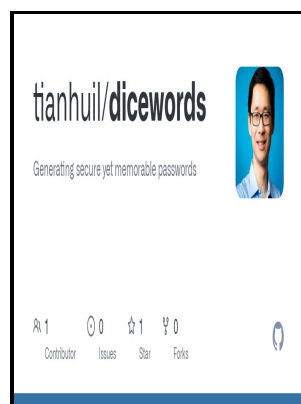 tianhuil/dicewords
Generating secure yet memorable passwords
1 0 1 0
Contributor Issues Star Forks